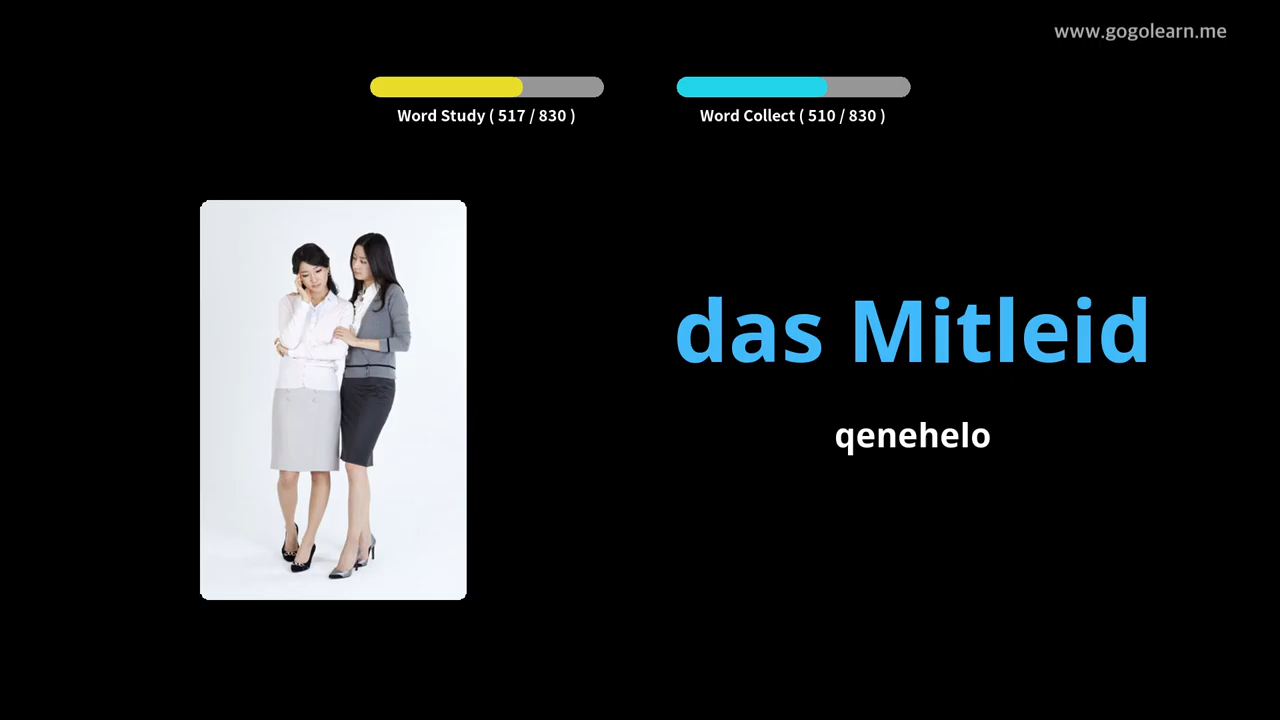 www.gogolearn.me
Word Study ( 517 / 830 )
Word Collect ( 510 / 830 )
das Mitleid
qenehelo